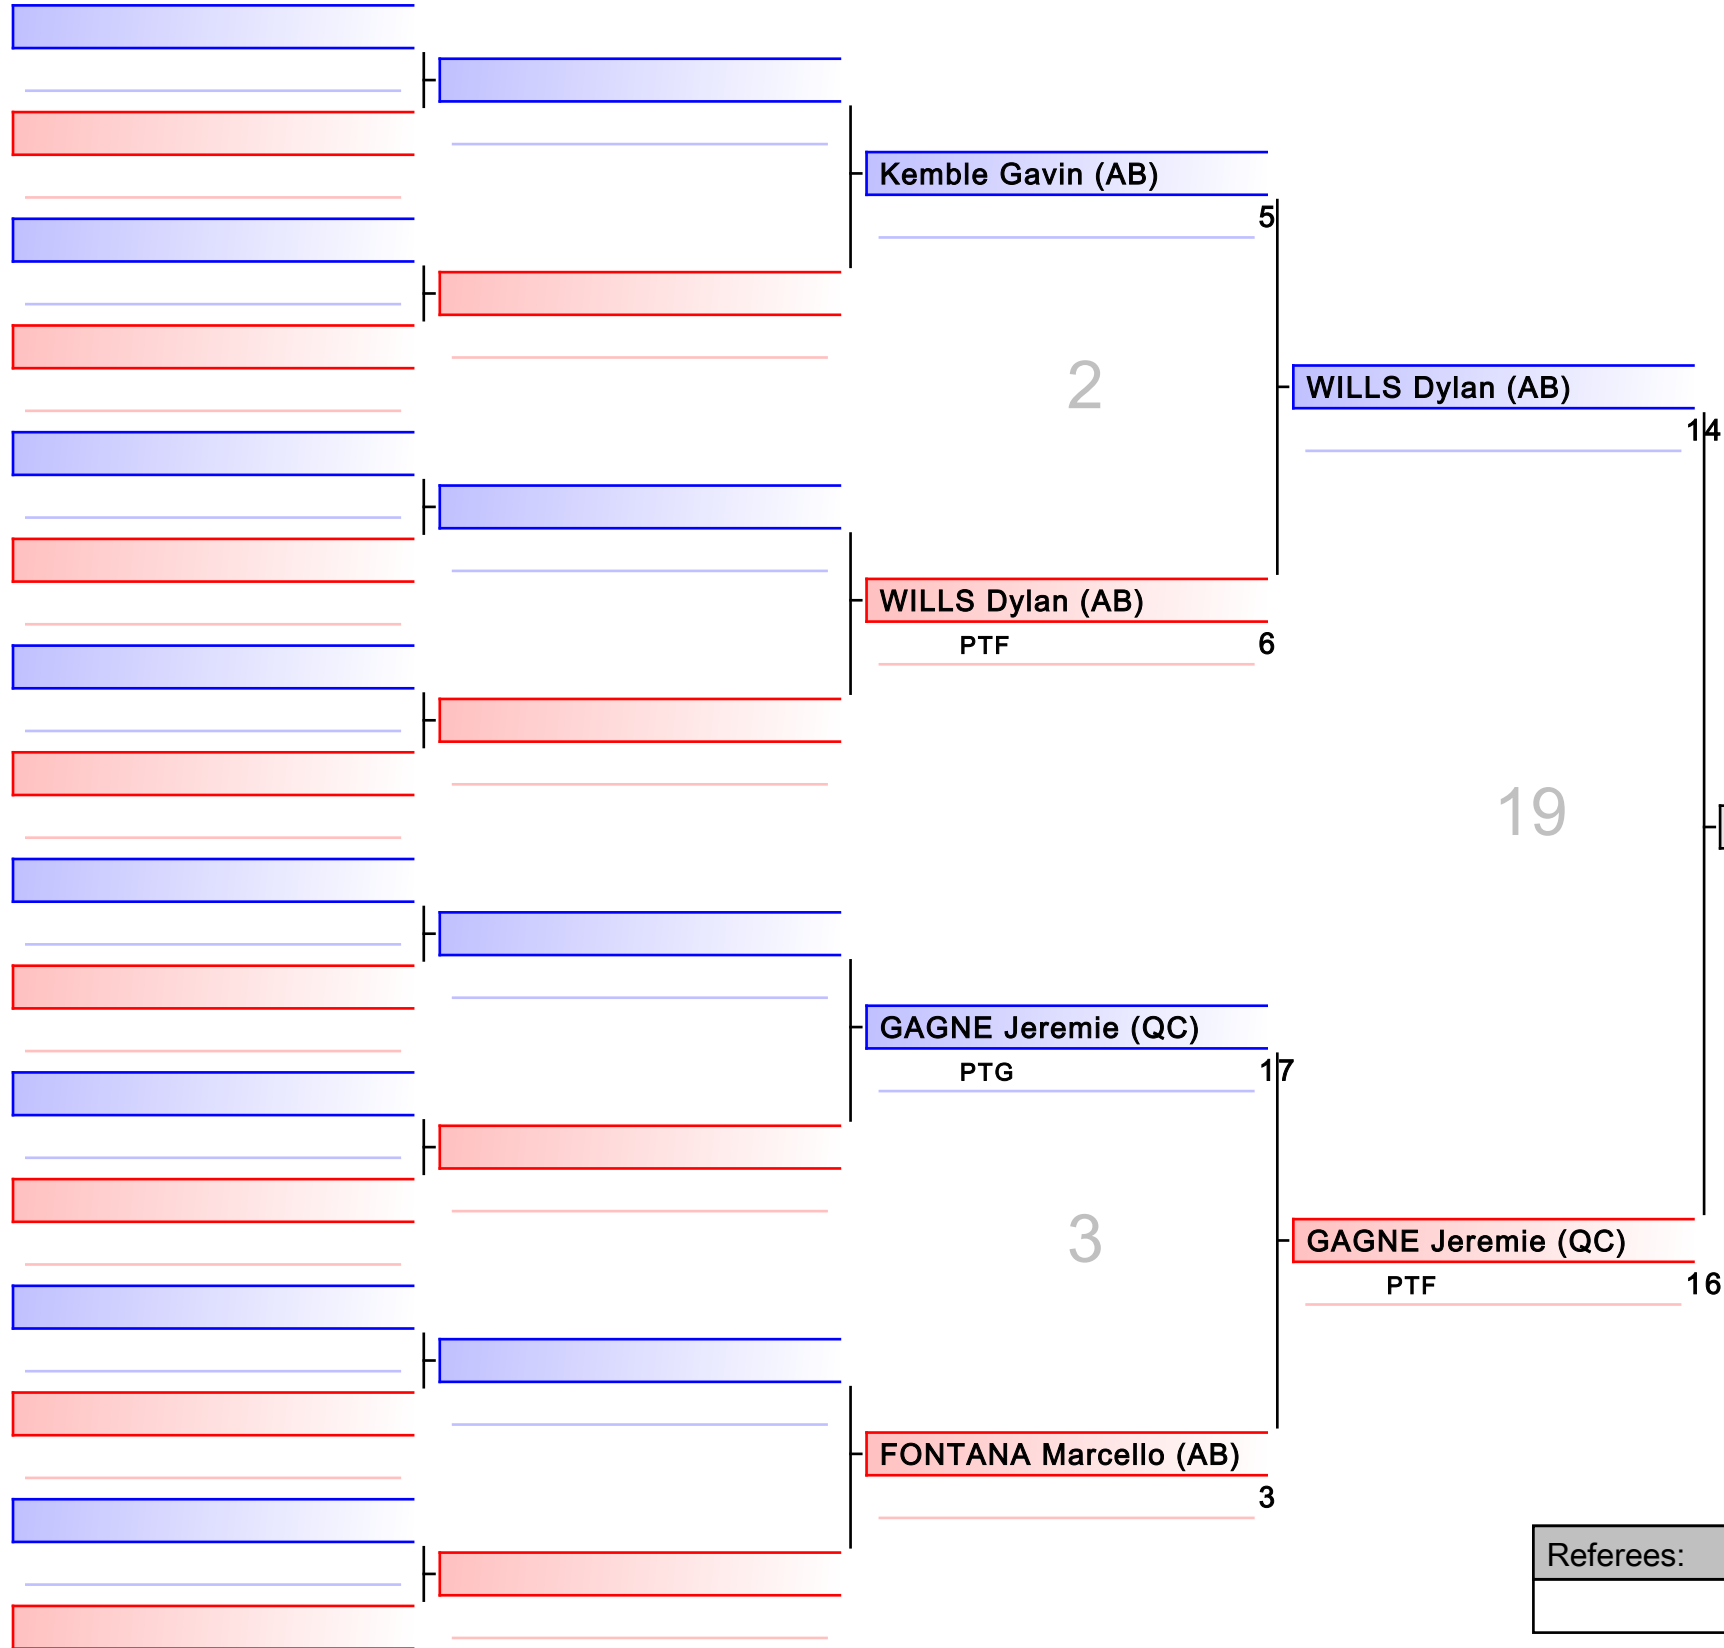 Kemble Gavin (AB)
5
2
WILLS Dylan (AB)
14
WILLS Dylan (AB)
PTF 6
19
GAGNE Jeremie (QC)
PTG 17
3
GAGNE Jeremie (QC)
PTF 16
FONTANA Marcello (AB)
3
Referees: